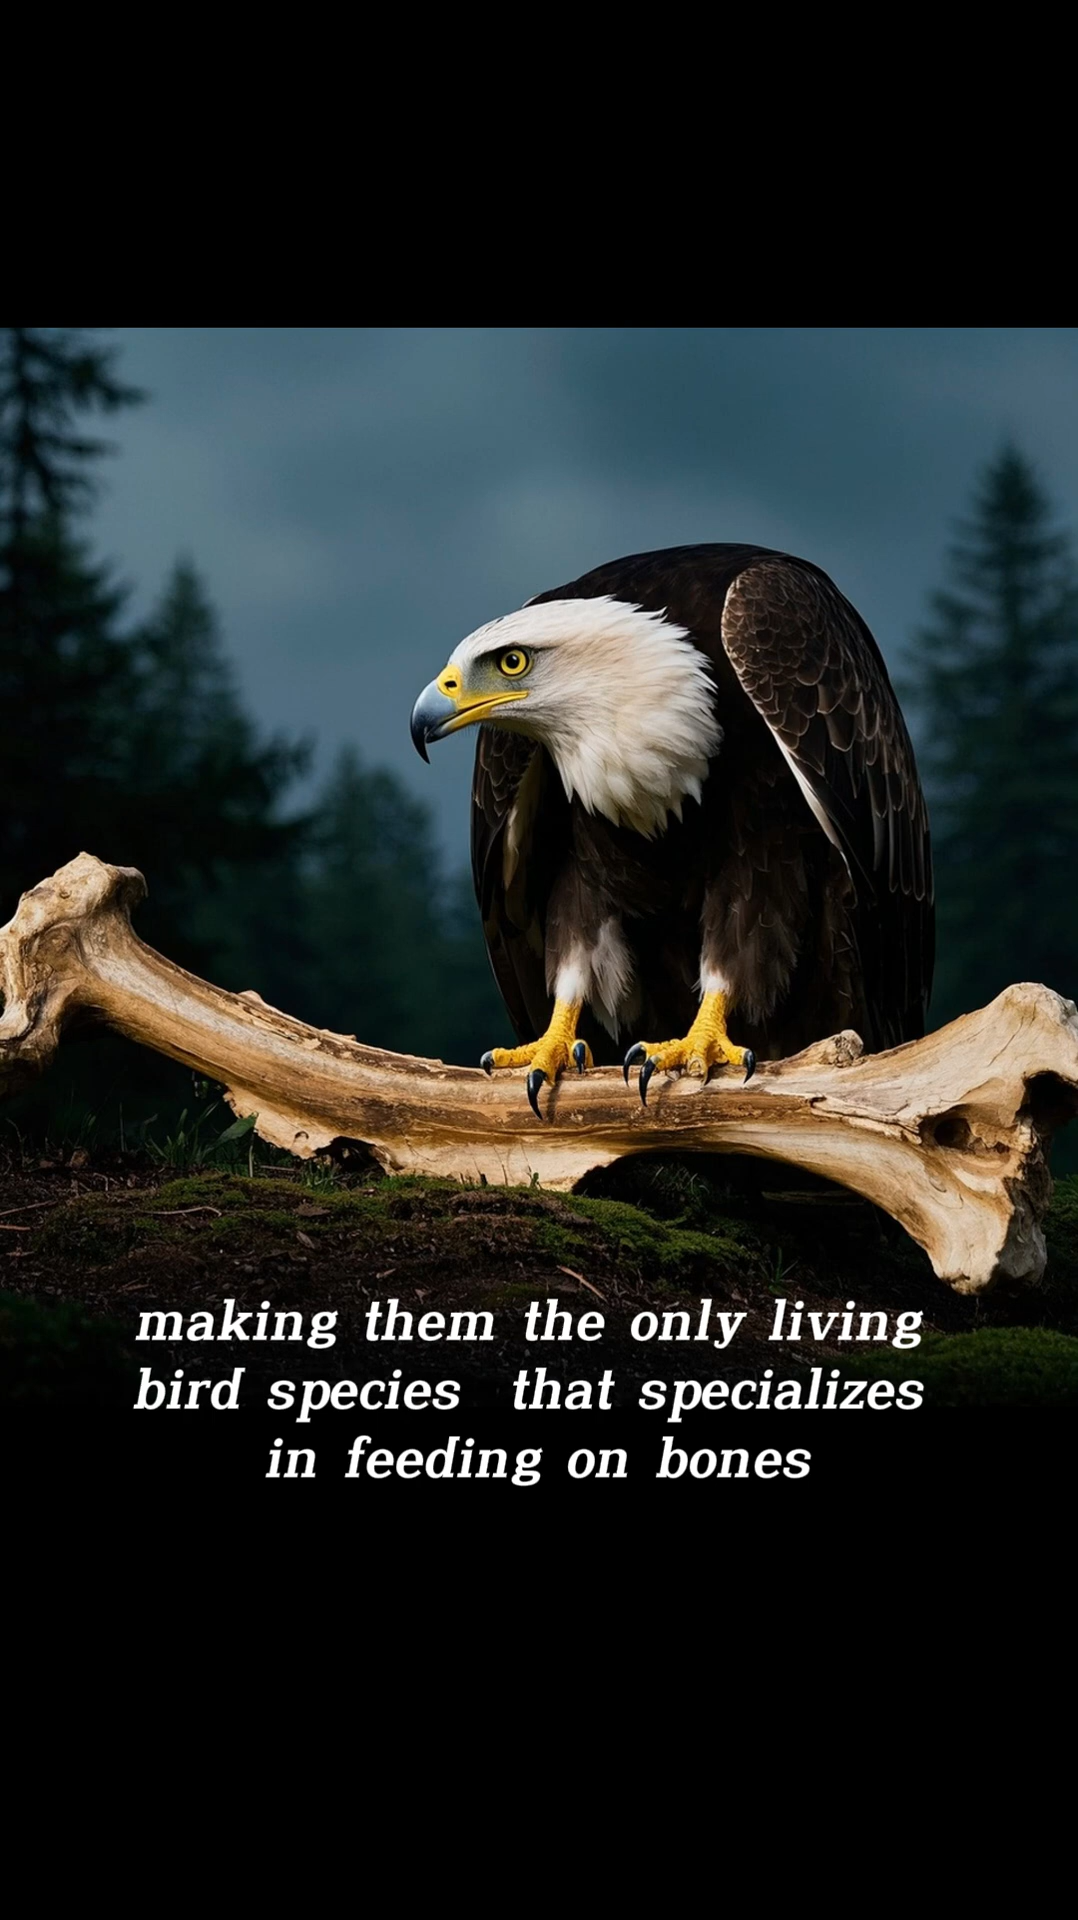 making them the only living
bird species that specializes
in feeding on bones